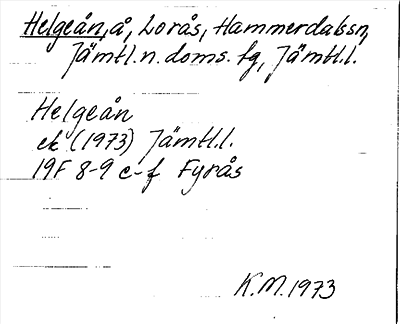 Helgeån, å, Lorås, Hammerdalssn,
Jämtl. n. doms. fg, Jämtl. l.
Helgeån
ek (1973) Jämtl. l.
19F 8-9 c-f Fyrås
K.M. 1973